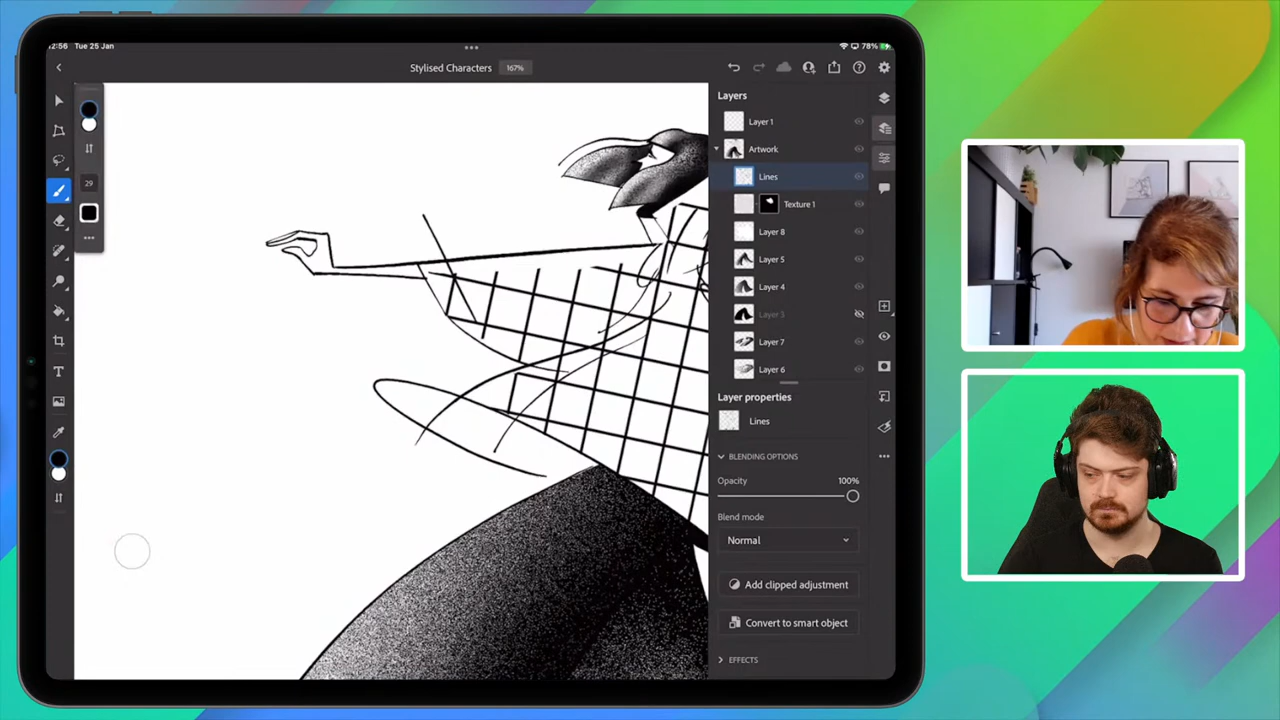 2:56 Tue 25 Jan
78%
Stylised Characters 167%
Layers
Layer 1
Artwork
29
Lines
Texture 1
Layer 8
Layer 5
Layer 4
Layer 3
Layer 7
Layer 6
Layer properties
Lines
BLENDING OPTIONS
Opacity 100%
Blend mode
Normal
Add clipped adjustment
Convert to smart object
EFFECTS
T